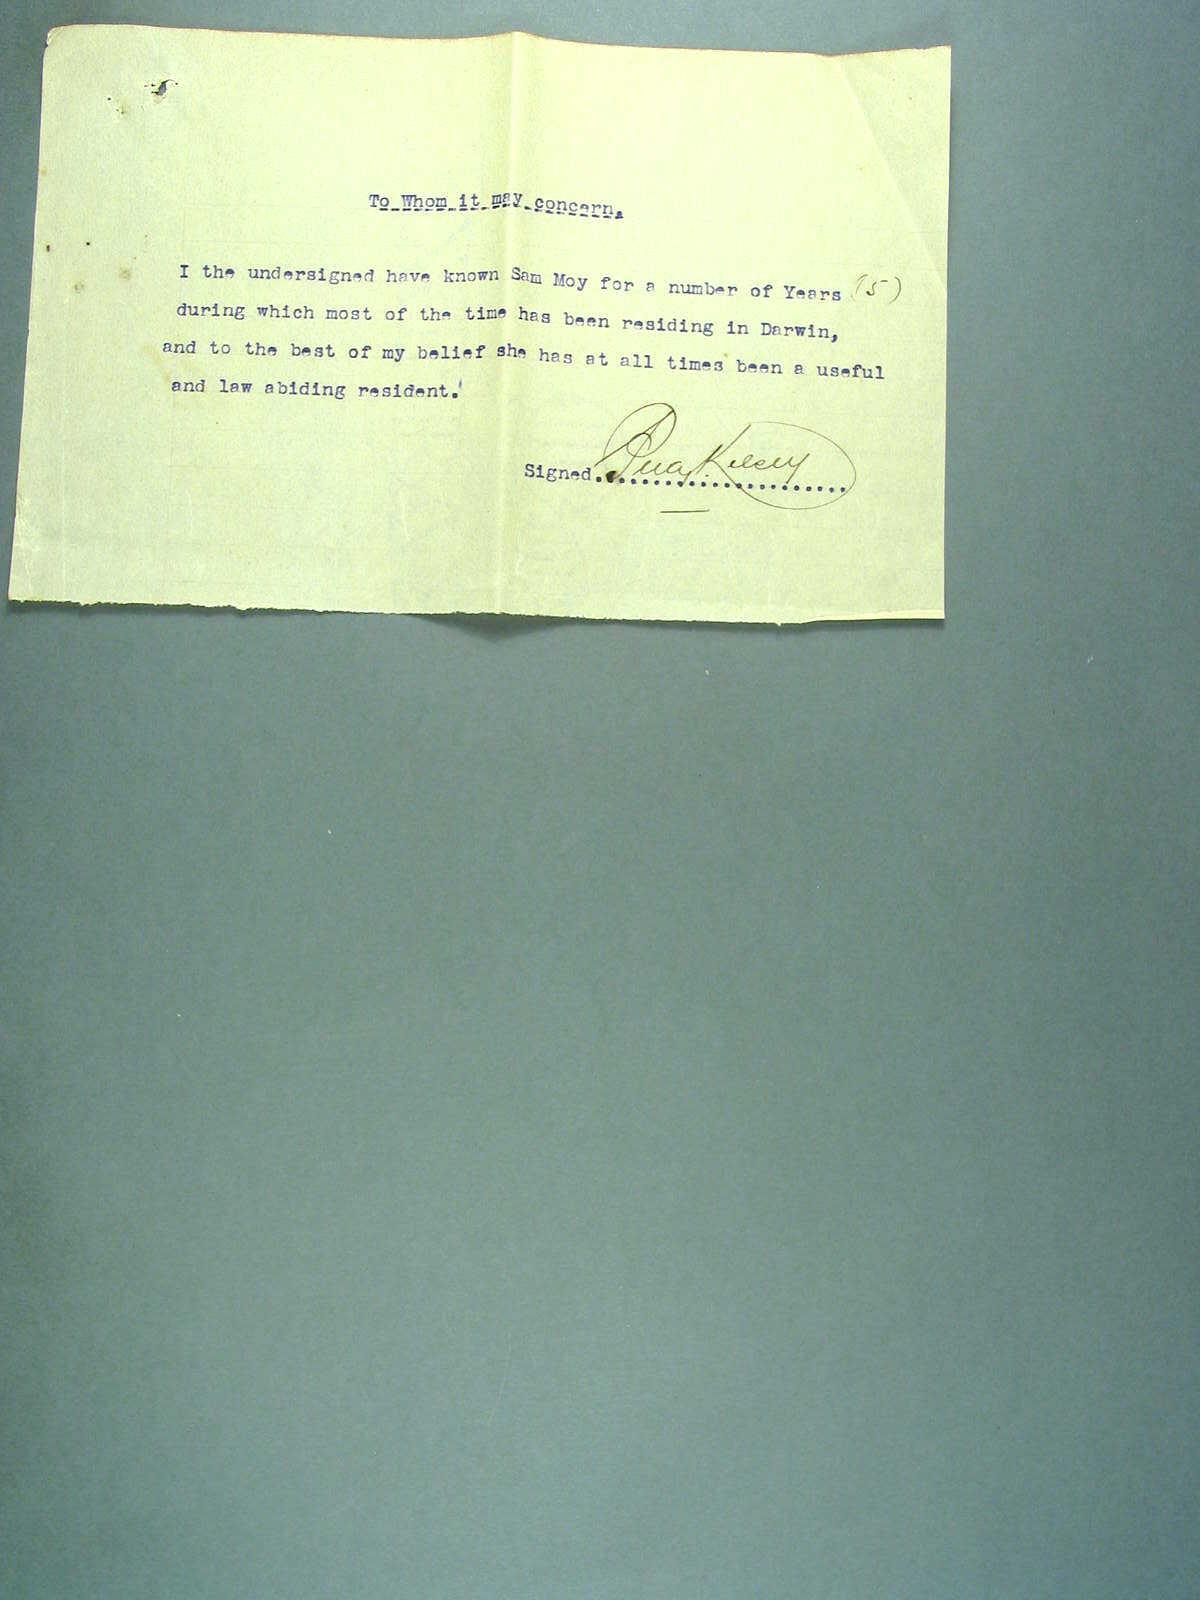 To Whom it may concern.
I the undersigned have known Sam Moy for a number of Years (5)
during which most of the time has been residing in Darwin,
and to the best of my belief she has at all times been a useful
and law abiding resident.
Signed......................
Kelsey